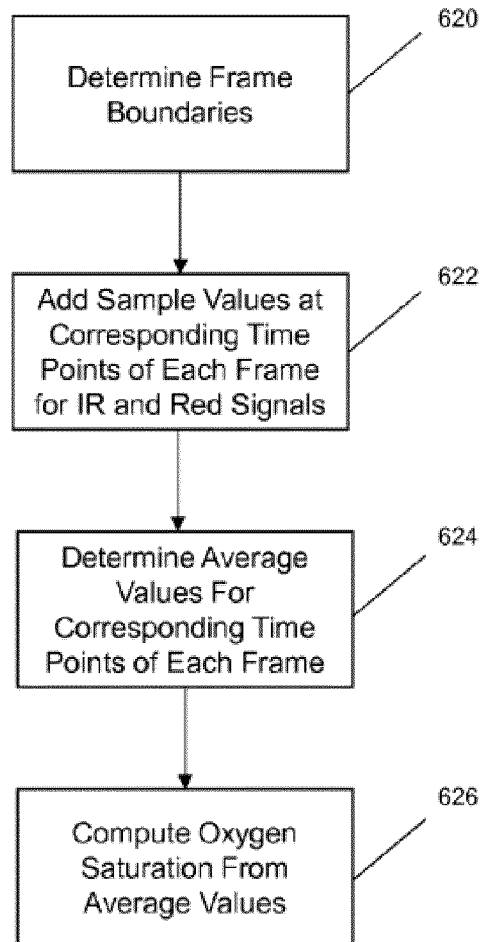 620
Determine Frame
Boundaries
622
Add Sample Values at
Corresponding Time
Points of Each Frame
for IR and Red Signals
624
Determine Average
Values For
Corresponding Time
Points of Each Frame
626
Compute Oxygen
Saturation From
Average Values